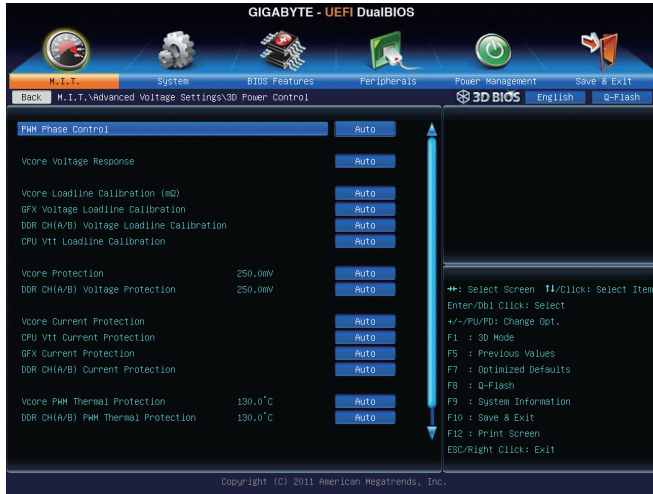 GIGABYTE - UEFI DualBIOS
M.I.T. System BIOS Features Peripherals Power Management Save & Exit
Back M.I.T.\Advanced Voltage Settings\3D Power Control 3D BIOS English Q-Flash
PWM Phase Control Auto
Vcore Voltage Response Auto
Vcore Loadline Calibration (mΩ) Auto
GFX Voltage Loadline Calibration Auto
DDR CH(A/B) Voltage Loadline Calibration Auto
CPU Vtt Loadline Calibration Auto
Vcore Protection 250.0mV Auto
DDR CH(A/B) Voltage Protection 250.0mV Auto
Vcore Current Protection Auto
CPU Vtt Current Protection Auto
GFX Current Protection Auto
DDR CH(A/B) Current Protection Auto
Vcore PWM Thermal Protection 130.0°C Auto
DDR CH(A/B) PWM Thermal Protection 130.0°C Auto
→←: Select Screen ↑↓/Click: Select Item
Enter/Dbl Click: Select
+/-/PU/PD: Change Opt.
F1 : 3D Mode
F5 : Previous Values
F7 : Optimized Defaults
F8 : Q-Flash
F9 : System Information
F10 : Save & Exit
F12 : Print Screen
ESC/Right Click: Exit
Copyright (C) 2011 American Megatrends, Inc.